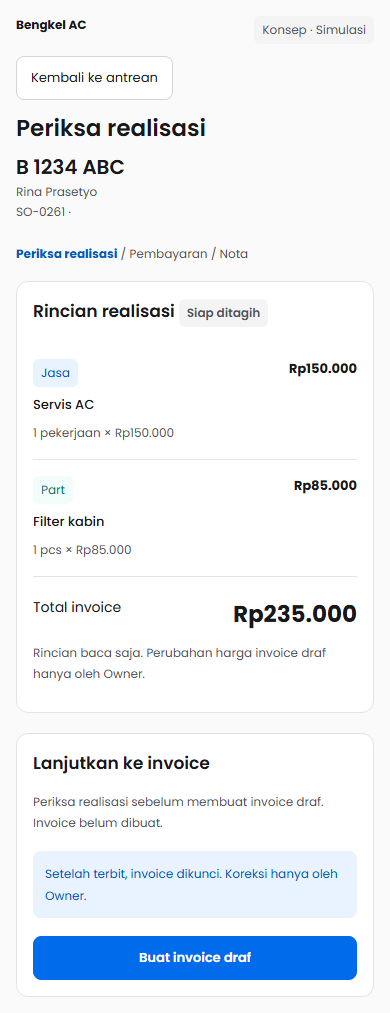 Bengkel AC
Konsep · Simulasi
Kembali ke antrean
Periksa realisasi
B 1234 ABC
Rina Prasetyo
SO-0261 ·
Periksa realisasi / Pembayaran / Nota
Rincian realisasi Siap ditagih
Jasa Rp150.000
Servis AC
1 pekerjaan × Rp150.000
Part Rp85.000
Filter kabin
1 pcs × Rp85.000
Total invoice Rp235.000
Rincian baca saja. Perubahan harga invoice draf
hanya oleh Owner.
Lanjutkan ke invoice
Periksa realisasi sebelum membuat invoice draf.
Invoice belum dibuat.
Setelah terbit, invoice dikunci. Koreksi hanya oleh
Owner.
Buat invoice draf